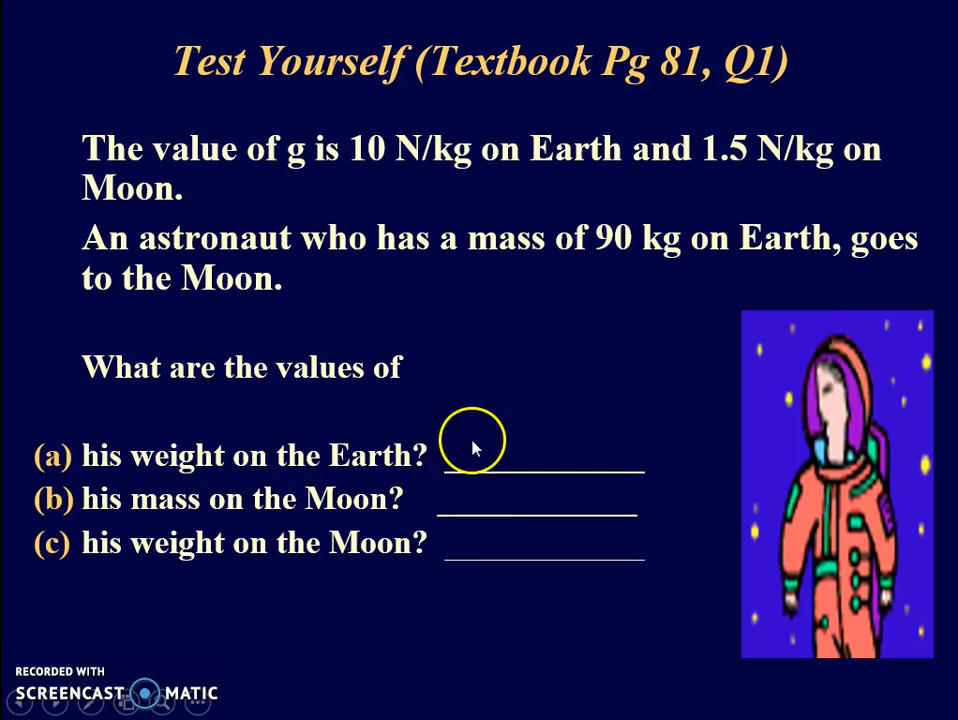 Test Yourself (Textbook Pg 81, Q1)
The value of g is 10 N/kg on Earth and 1.5 N/kg on
Moon.
An astronaut who has a mass of 90 kg on Earth, goes
to the Moon.
What are the values of
(a) his weight on the Earth? ____________
(b) his mass on the Moon? ____________
(c) his weight on the Moon? ____________
RECORDED WITH
SCREENCAST MATIC